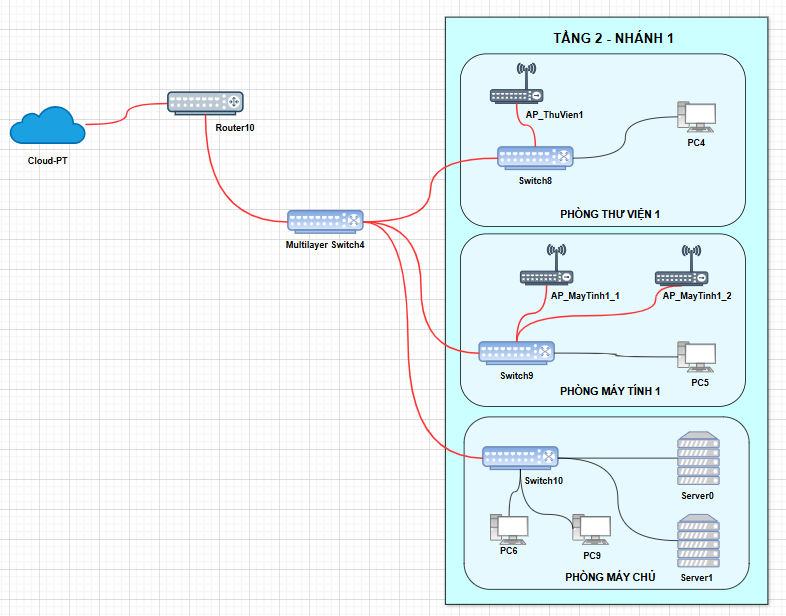 TẦNG 2 - NHÁNH 1
AP_ThuVien1
PC4
Switch8
PHÒNG THƯ VIỆN 1
Router10
Cloud-PT
Multilayer Switch4
AP_MayTinh1_1
AP_MayTinh1_2
Switch9
PC5
PHÒNG MÁY TÍNH 1
Switch10
Server0
PC6
PC9
Server1
PHÒNG MÁY CHỦ